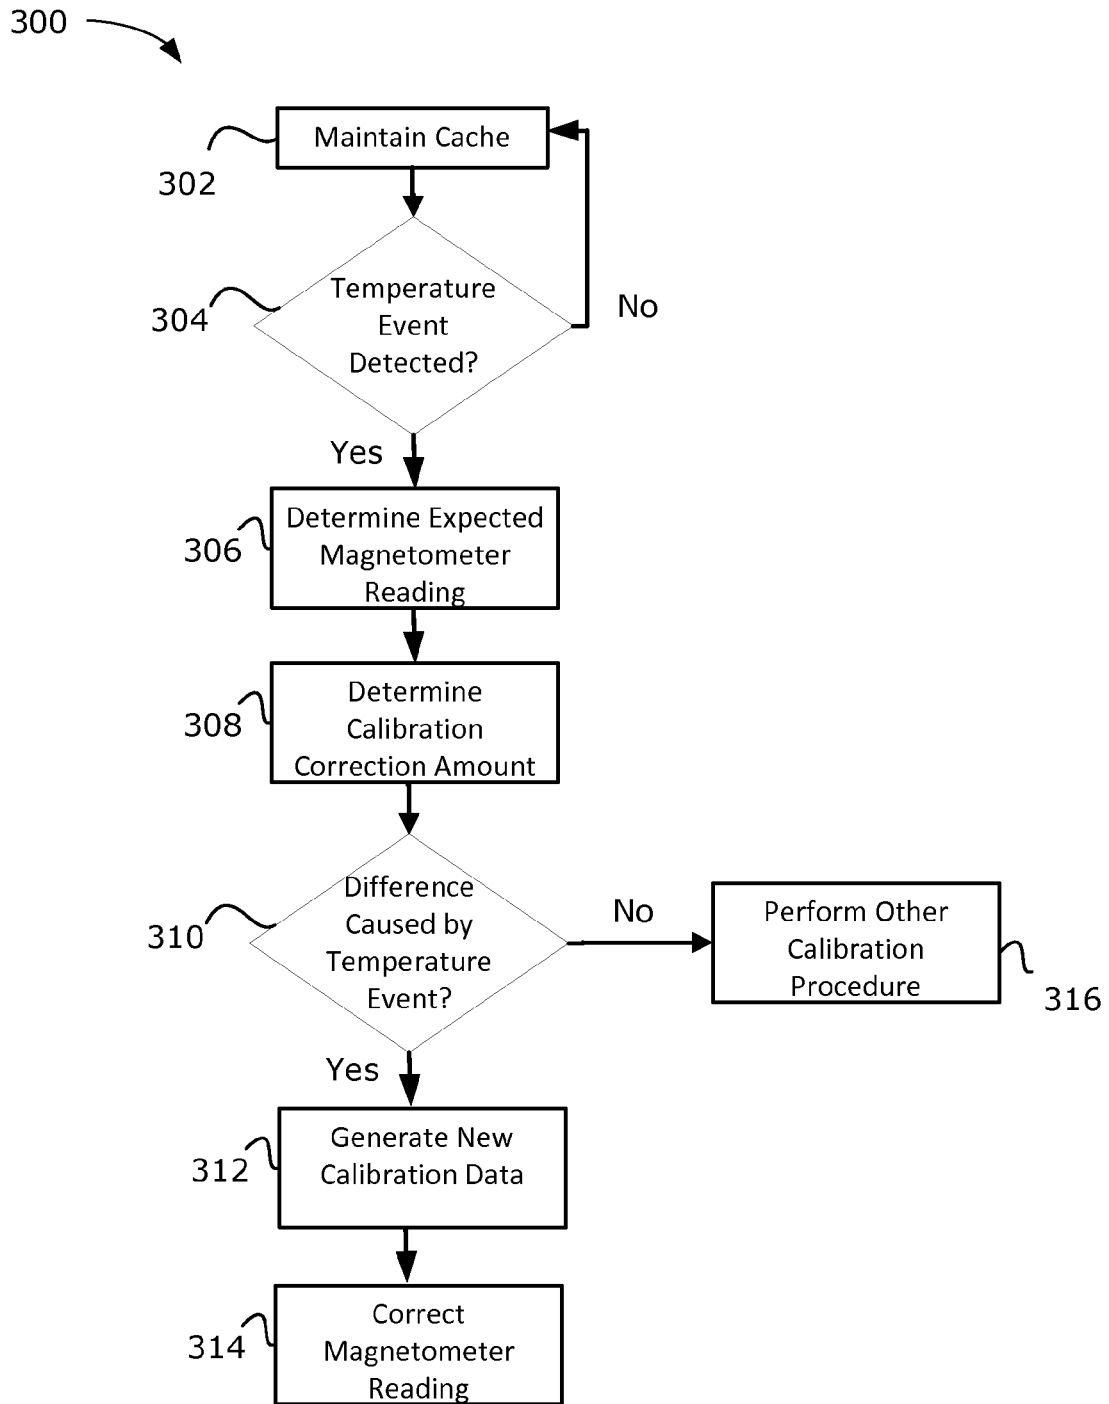 300
Maintain Cache
302
Temperature
Event
Detected?
304
No
Yes
Determine Expected
Magnetometer
Reading
306
Determine
Calibration
Correction Amount
308
Difference
Caused by
Temperature
Event?
310
No
Perform Other
Calibration
Procedure
316
Yes
Generate New
Calibration Data
312
Correct
Magnetometer
Reading
314